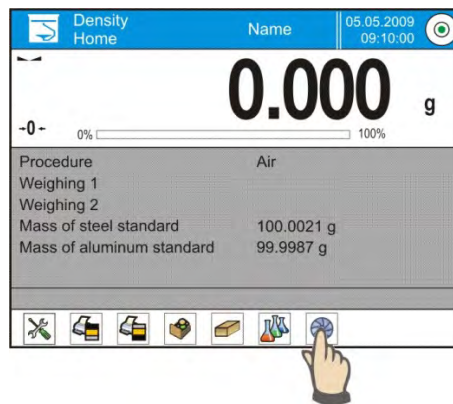 Density Name 05.05.2009
Home 09:10:00
0.000 g
→0← 0% 100%
Procedure Air
Weighing 1
Weighing 2
Mass of steel standard 100.0021 g
Mass of aluminum standard 99.9987 g